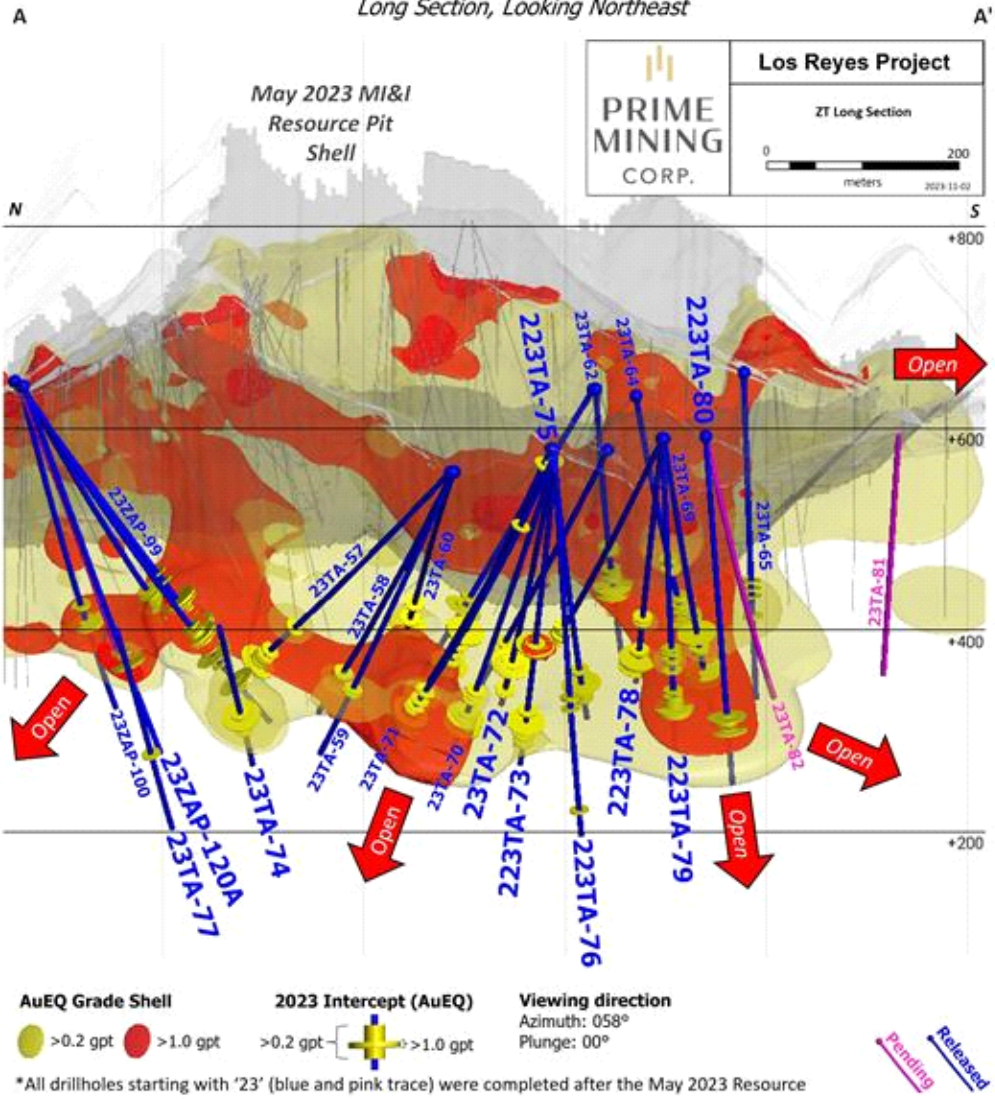 Long Section, Looking Northeast
A
A'
May 2023 MI&I
Resource Pit
Shell
PRIME
MINING
CORP.
Los Reyes Project
ZT Long Section
0
200
meters
2023-11-02
N
S
+800
+600
+400
+200
Open
Open
Open
Open
Open
23ZAP-99
23TA-57
23TA-58
23TA-60
223TA-75
23TA-62
23TA-64
223TA-80
23TA-69
23TA-65
23TA-81
23TA-82
23ZAP-100
23ZAP-120A
23TA-77
23TA-74
23TA-59
23TA-71
23TA-70
23TA-72
223TA-73
223TA-76
223TA-78
223TA-79
AuEQ Grade Shell
>0.2 gpt
>1.0 gpt
2023 Intercept (AuEQ)
>0.2 gpt
>1.0 gpt
Viewing direction
Azimuth: 058°
Plunge: 00°
Pending
Released
*All drillholes starting with '23' (blue and pink trace) were completed after the May 2023 Resource